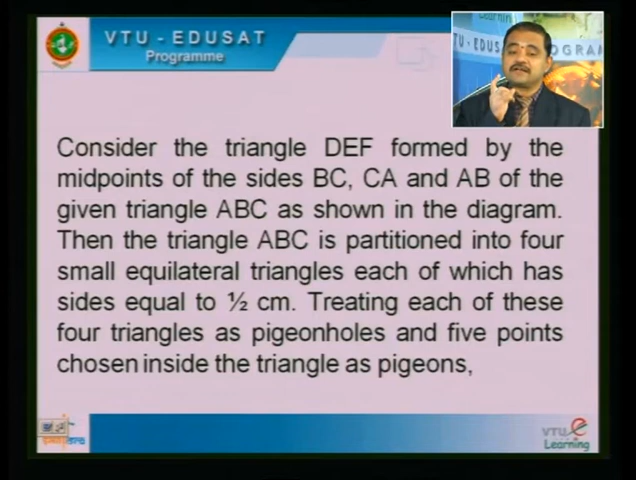 VTU - EDUSAT
Programme
Consider the triangle DEF formed by the
midpoints of the sides BC, CA and AB of the
given triangle ABC as shown in the diagram.
Then the triangle ABC is partitioned into four
small equilateral triangles each of which has
sides equal to ½ cm. Treating each of these
four triangles as pigeonholes and five points
chosen inside the triangle as pigeons,
VTU e
Learning